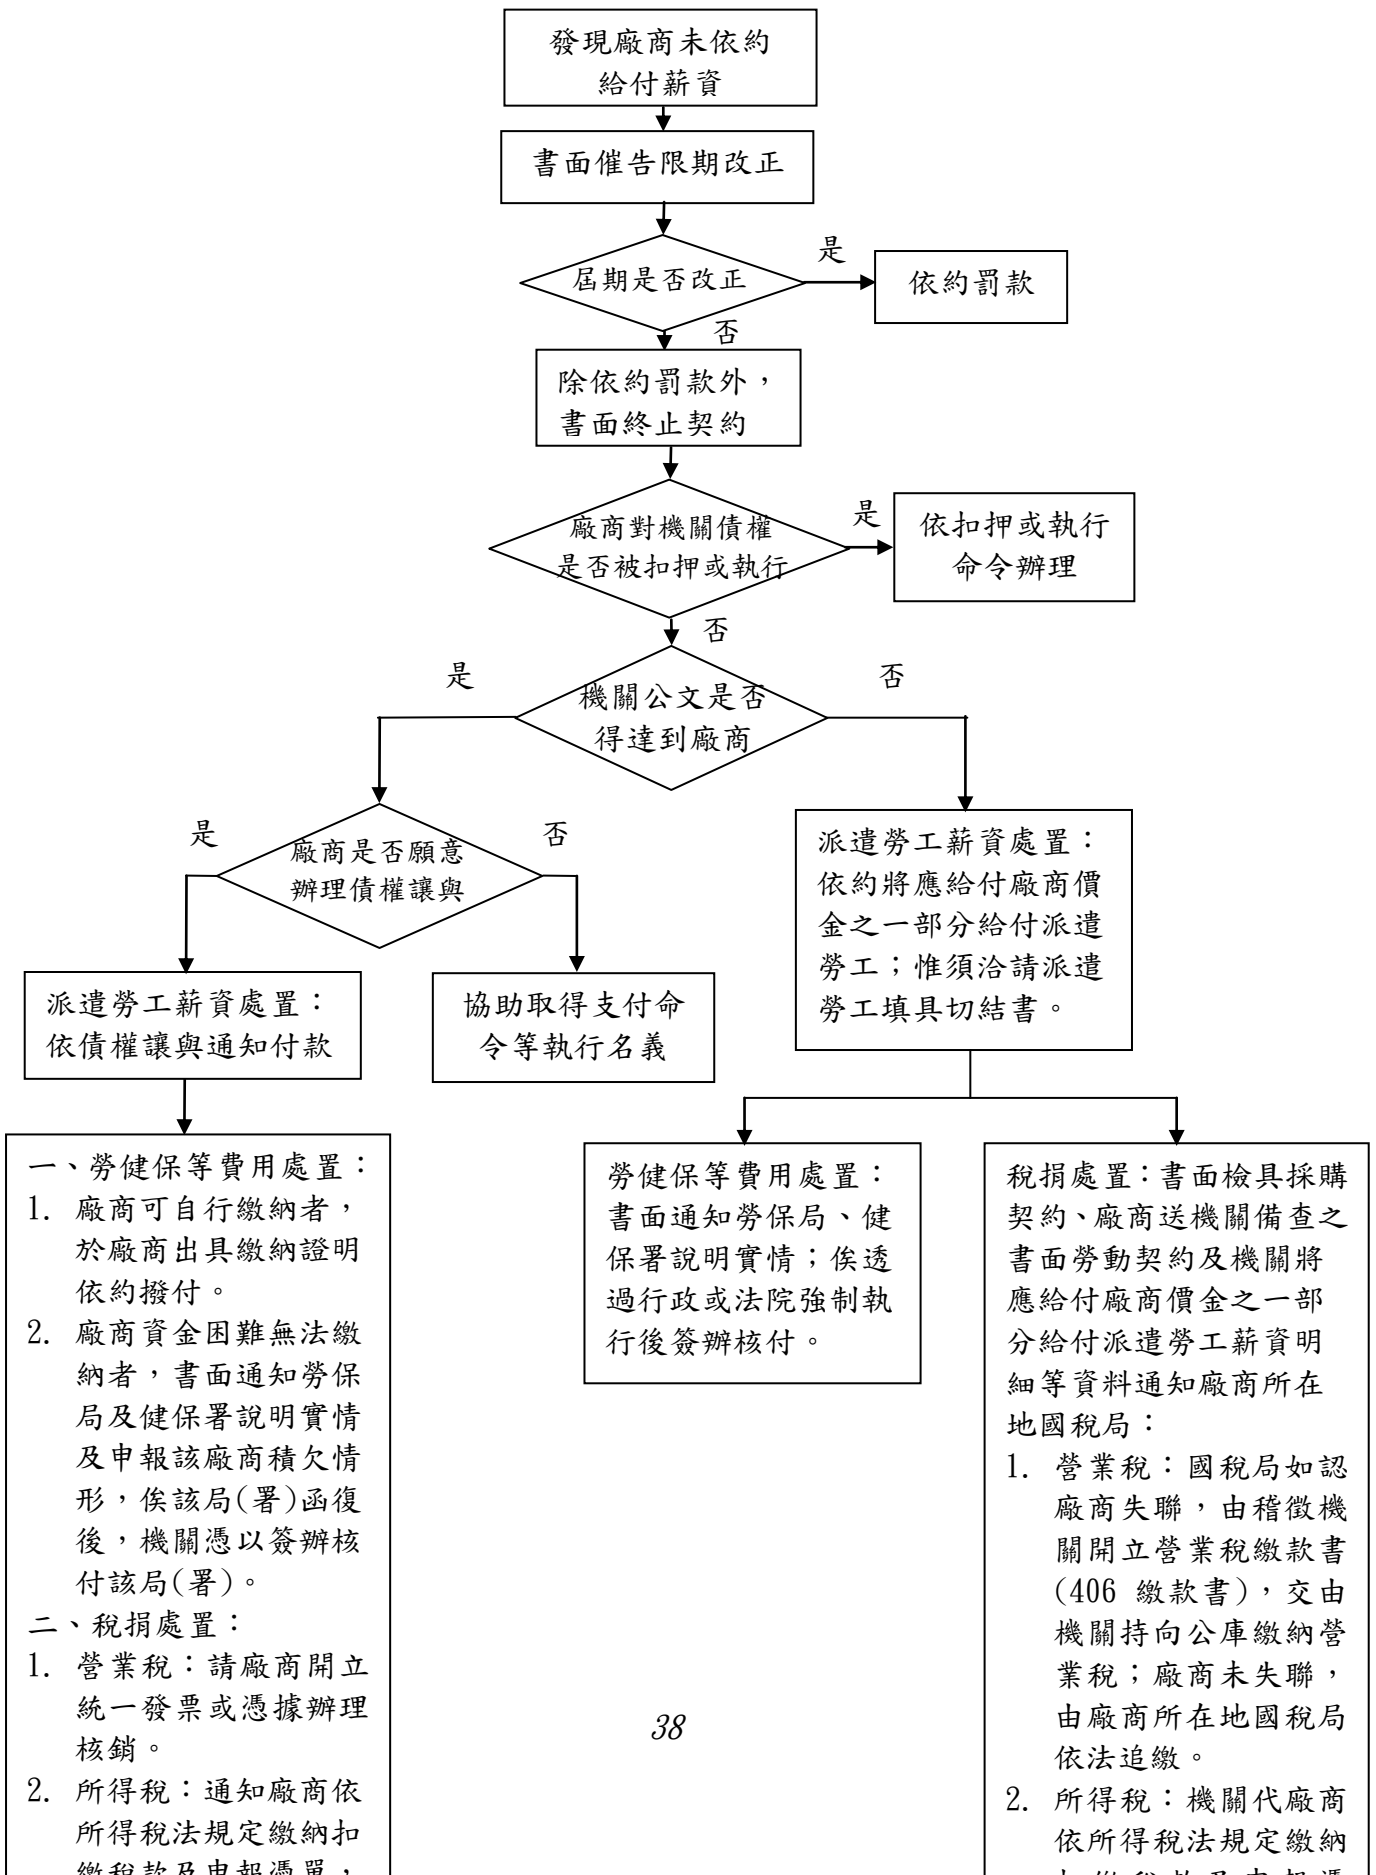 發現廠商未依約
給付薪資
書面催告限期改正
屆期是否改正
是
依約罰款
否
除依約罰款外，
書面終止契約
廠商對機關債權
是否被扣押或執行
是
依扣押或執行
命令辦理
否
機關公文是否
得達到廠商
是
否
廠商是否願意
辦理債權讓與
是
否
派遣勞工薪資處置：
依債權讓與通知付款
協助取得支付命
令等執行名義
派遣勞工薪資處置：
依約將應給付廠商價
金之一部分給付派遣
勞工；惟須洽請派遣
勞工填具切結書。
一、勞健保等費用處置：
1. 廠商可自行繳納者，
於廠商出具繳納證明
依約撥付。
2. 廠商資金困難無法繳
納者，書面通知勞保
局及健保署說明實情
及申報該廠商積欠情
形，俟該局(署)函復
後，機關憑以簽辦核
付該局(署)。
二、稅捐處置：
1. 營業稅：請廠商開立
統一發票或憑據辦理
核銷。
2. 所得稅：通知廠商依
所得稅法規定繳納扣
繳稅款及申報憑單，
勞健保等費用處置：
書面通知勞保局、健
保署說明實情；俟透
過行政或法院強制執
行後簽辦核付。
稅捐處置：書面檢具採購
契約、廠商送機關備查之
書面勞動契約及機關將
應給付廠商價金之一部
分給付派遣勞工薪資明
細等資料通知廠商所在
地國稅局：
1. 營業稅：國稅局如認
廠商失聯，由稽徵機
關開立營業稅繳款書
(406 繳款書)，交由
機關持向公庫繳納營
業稅；廠商未失聯，
由廠商所在地國稅局
依法追繳。
2. 所得稅：機關代廠商
依所得稅法規定繳納
扣繳稅款及申報憑
38